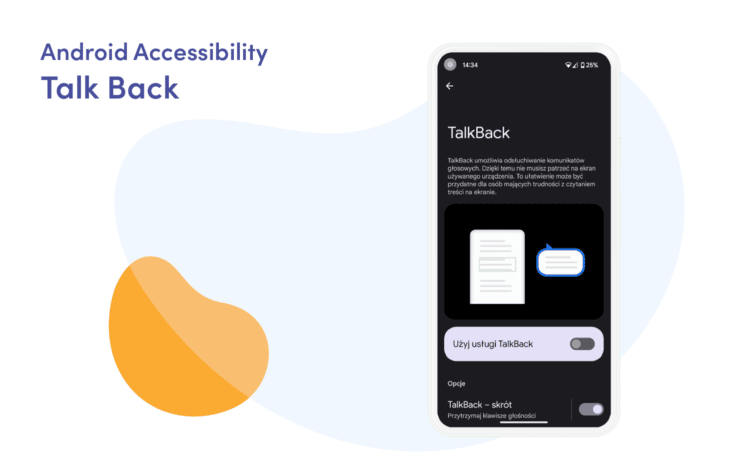 Android Accessibility
Talk Back
14:34
25%
TalkBack
TalkBack umożliwia odsłuchiwanie komunikatów
głosowych. Dzięki temu nie musisz patrzeć na ekran
używanego urządzenia. To ułatwienie może być
przydatne dla osób mających trudności z czytaniem
treści na ekranie.
Użyj usługi TalkBack
Opcje
TalkBack – skrót
Przytrzymaj klawisze głośności